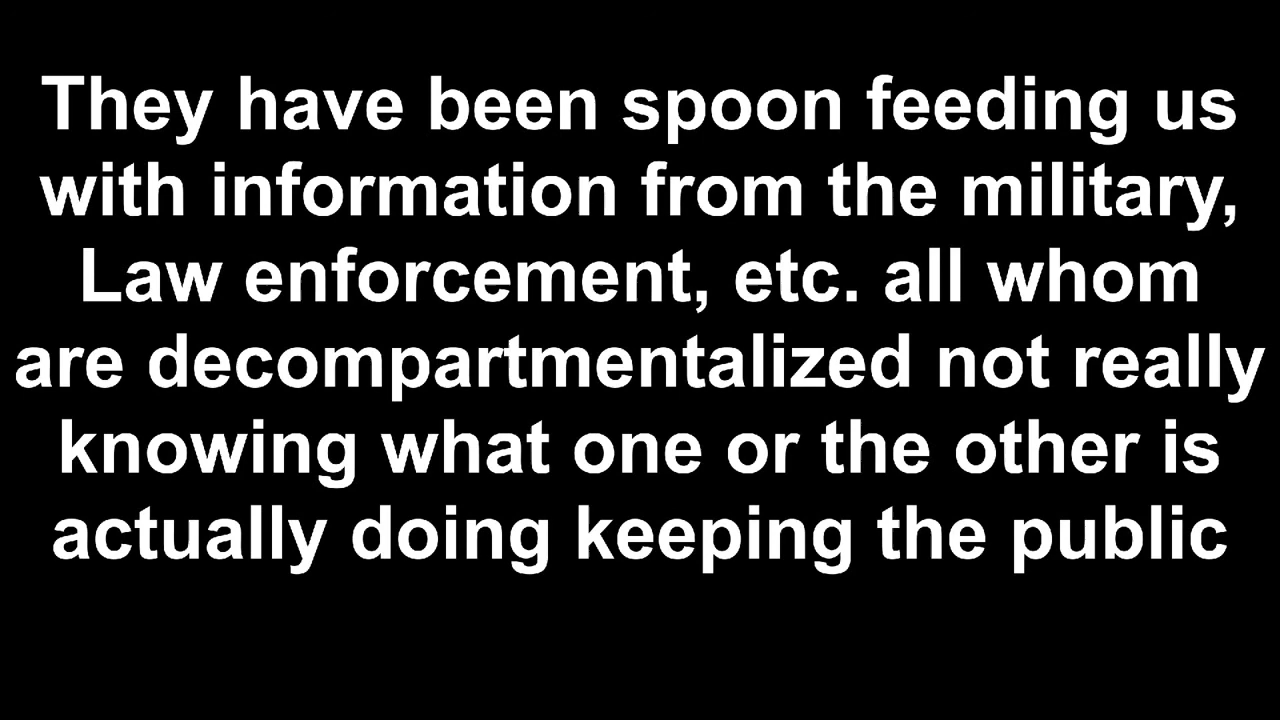 They have been spoon feeding us
with information from the military,
Law enforcement, etc. all whom
are decompartmentalized not really
knowing what one or the other is
actually doing keeping the public